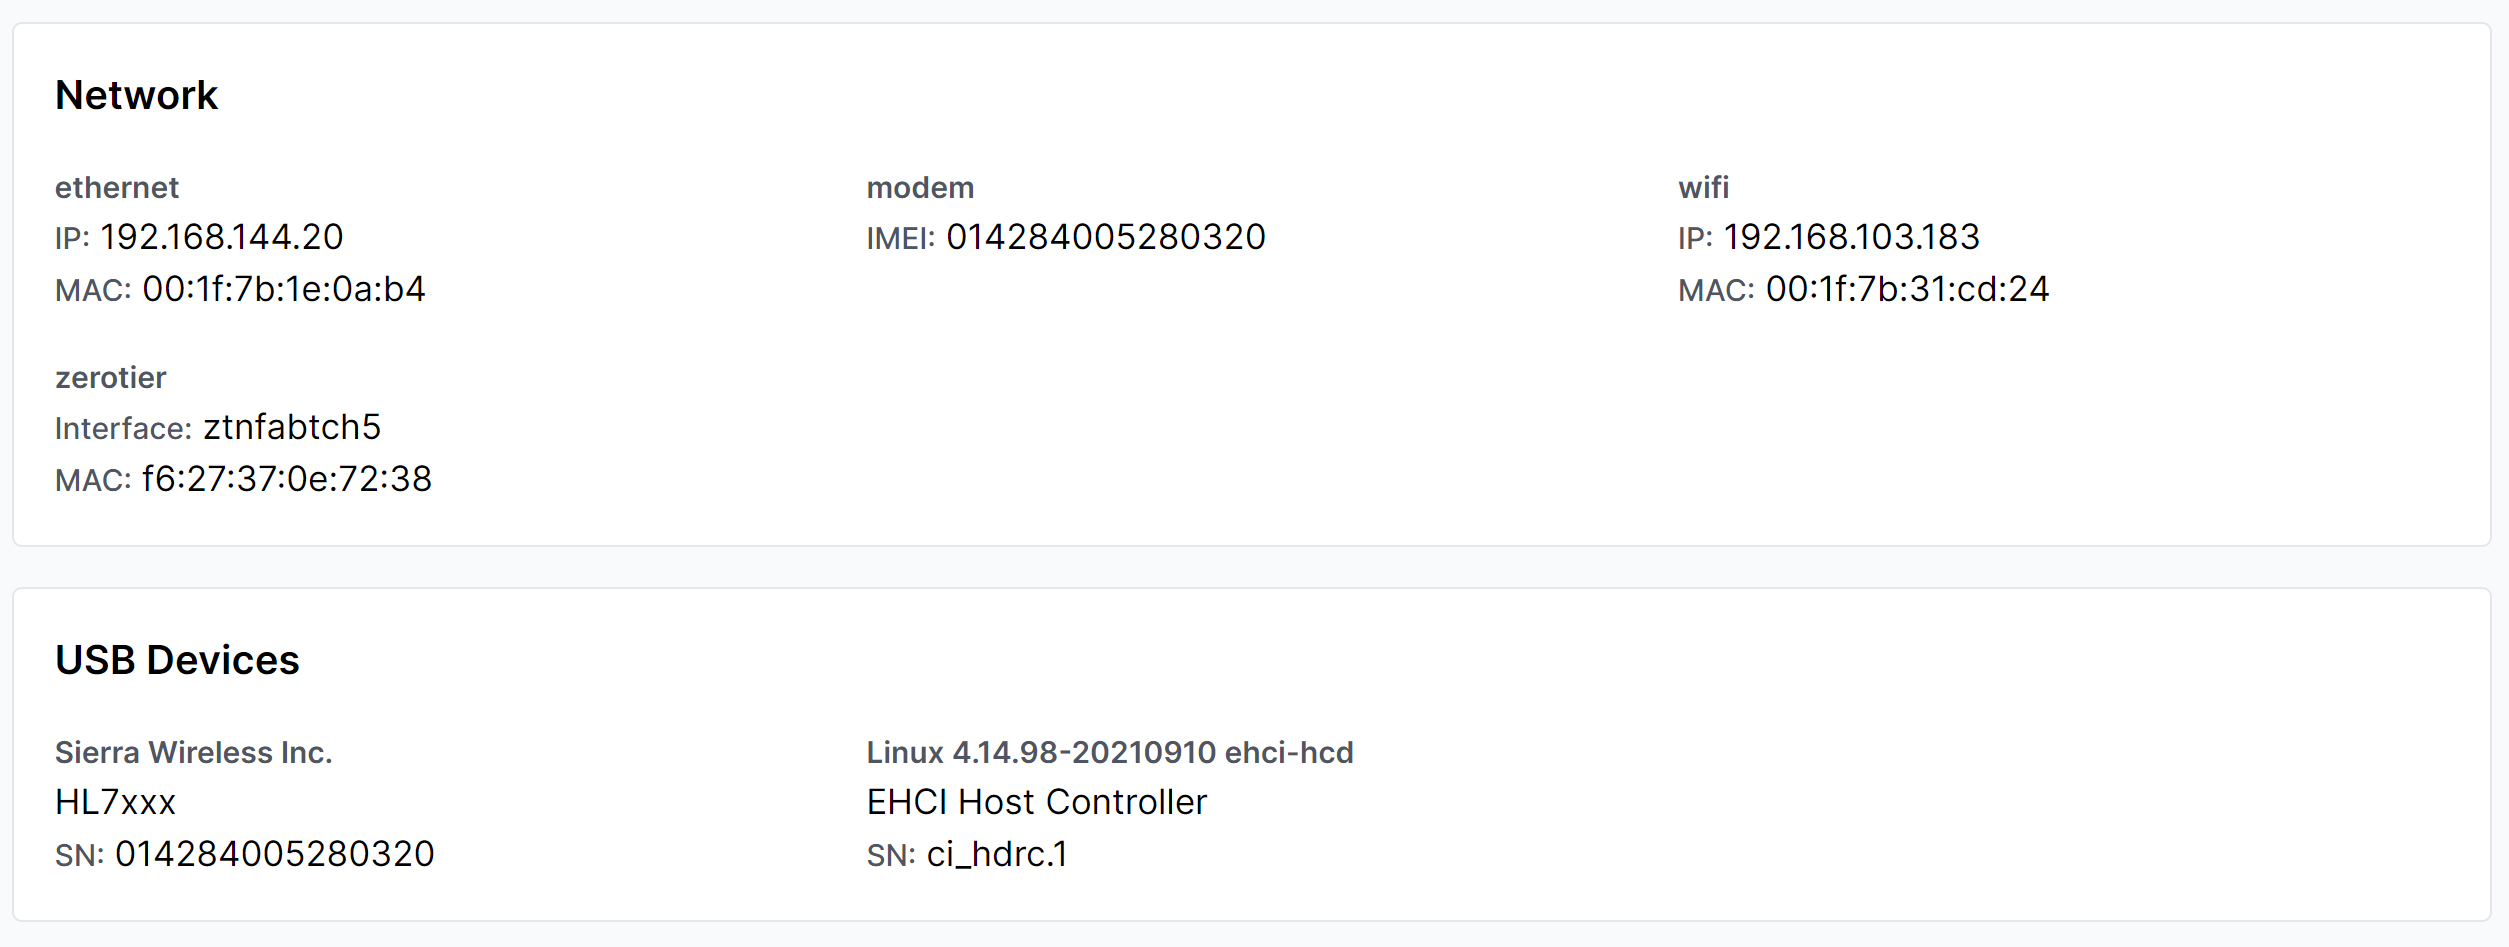 Network
ethernet
IP: 192.168.144.20
MAC: 00:1f:7b:1e:0a:b4
modem
IMEI: 014284005280320
wifi
IP: 192.168.103.183
MAC: 00:1f:7b:31:cd:24
zerotier
Interface: ztnfabtch5
MAC: f6:27:37:0e:72:38
USB Devices
Sierra Wireless Inc.
HL7xxx
SN: 014284005280320
Linux 4.14.98-20210910 ehci-hcd
EHCI Host Controller
SN: ci_hdrc.1